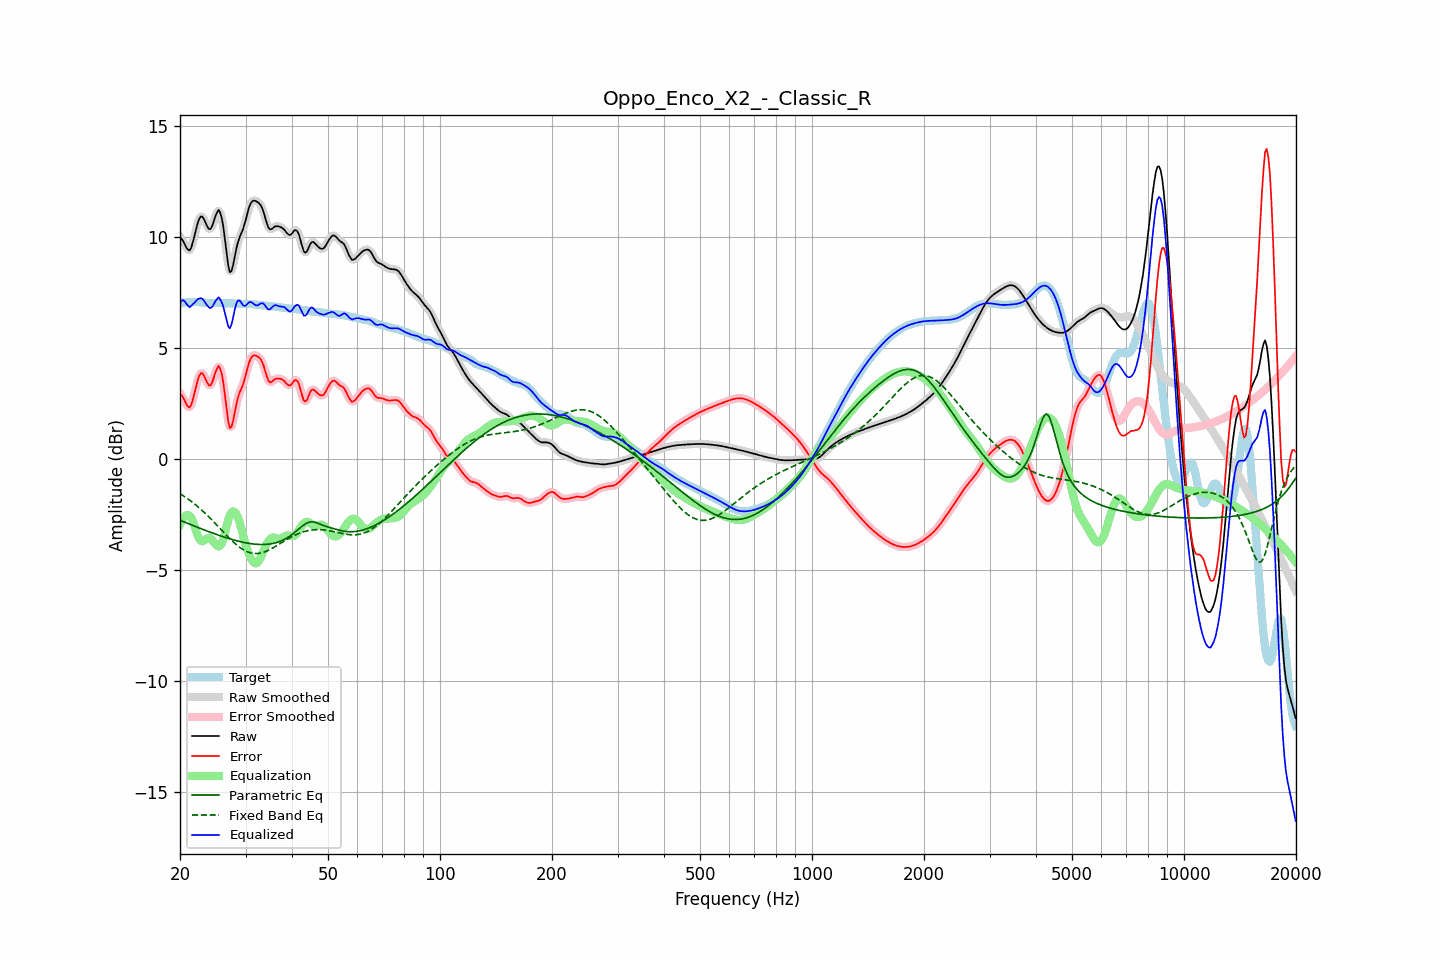 Oppo_Enco_X2_-_Classic_R
Amplitude (dBr)
15
10
5
0
−5
−10
−15
Target
Raw Smoothed
Error Smoothed
Raw
Error
Equalization
Parametric Eq
Fixed Band Eq
Equalized
20 50 100 200 500 1000 2000 5000 10000 20000
Frequency (Hz)